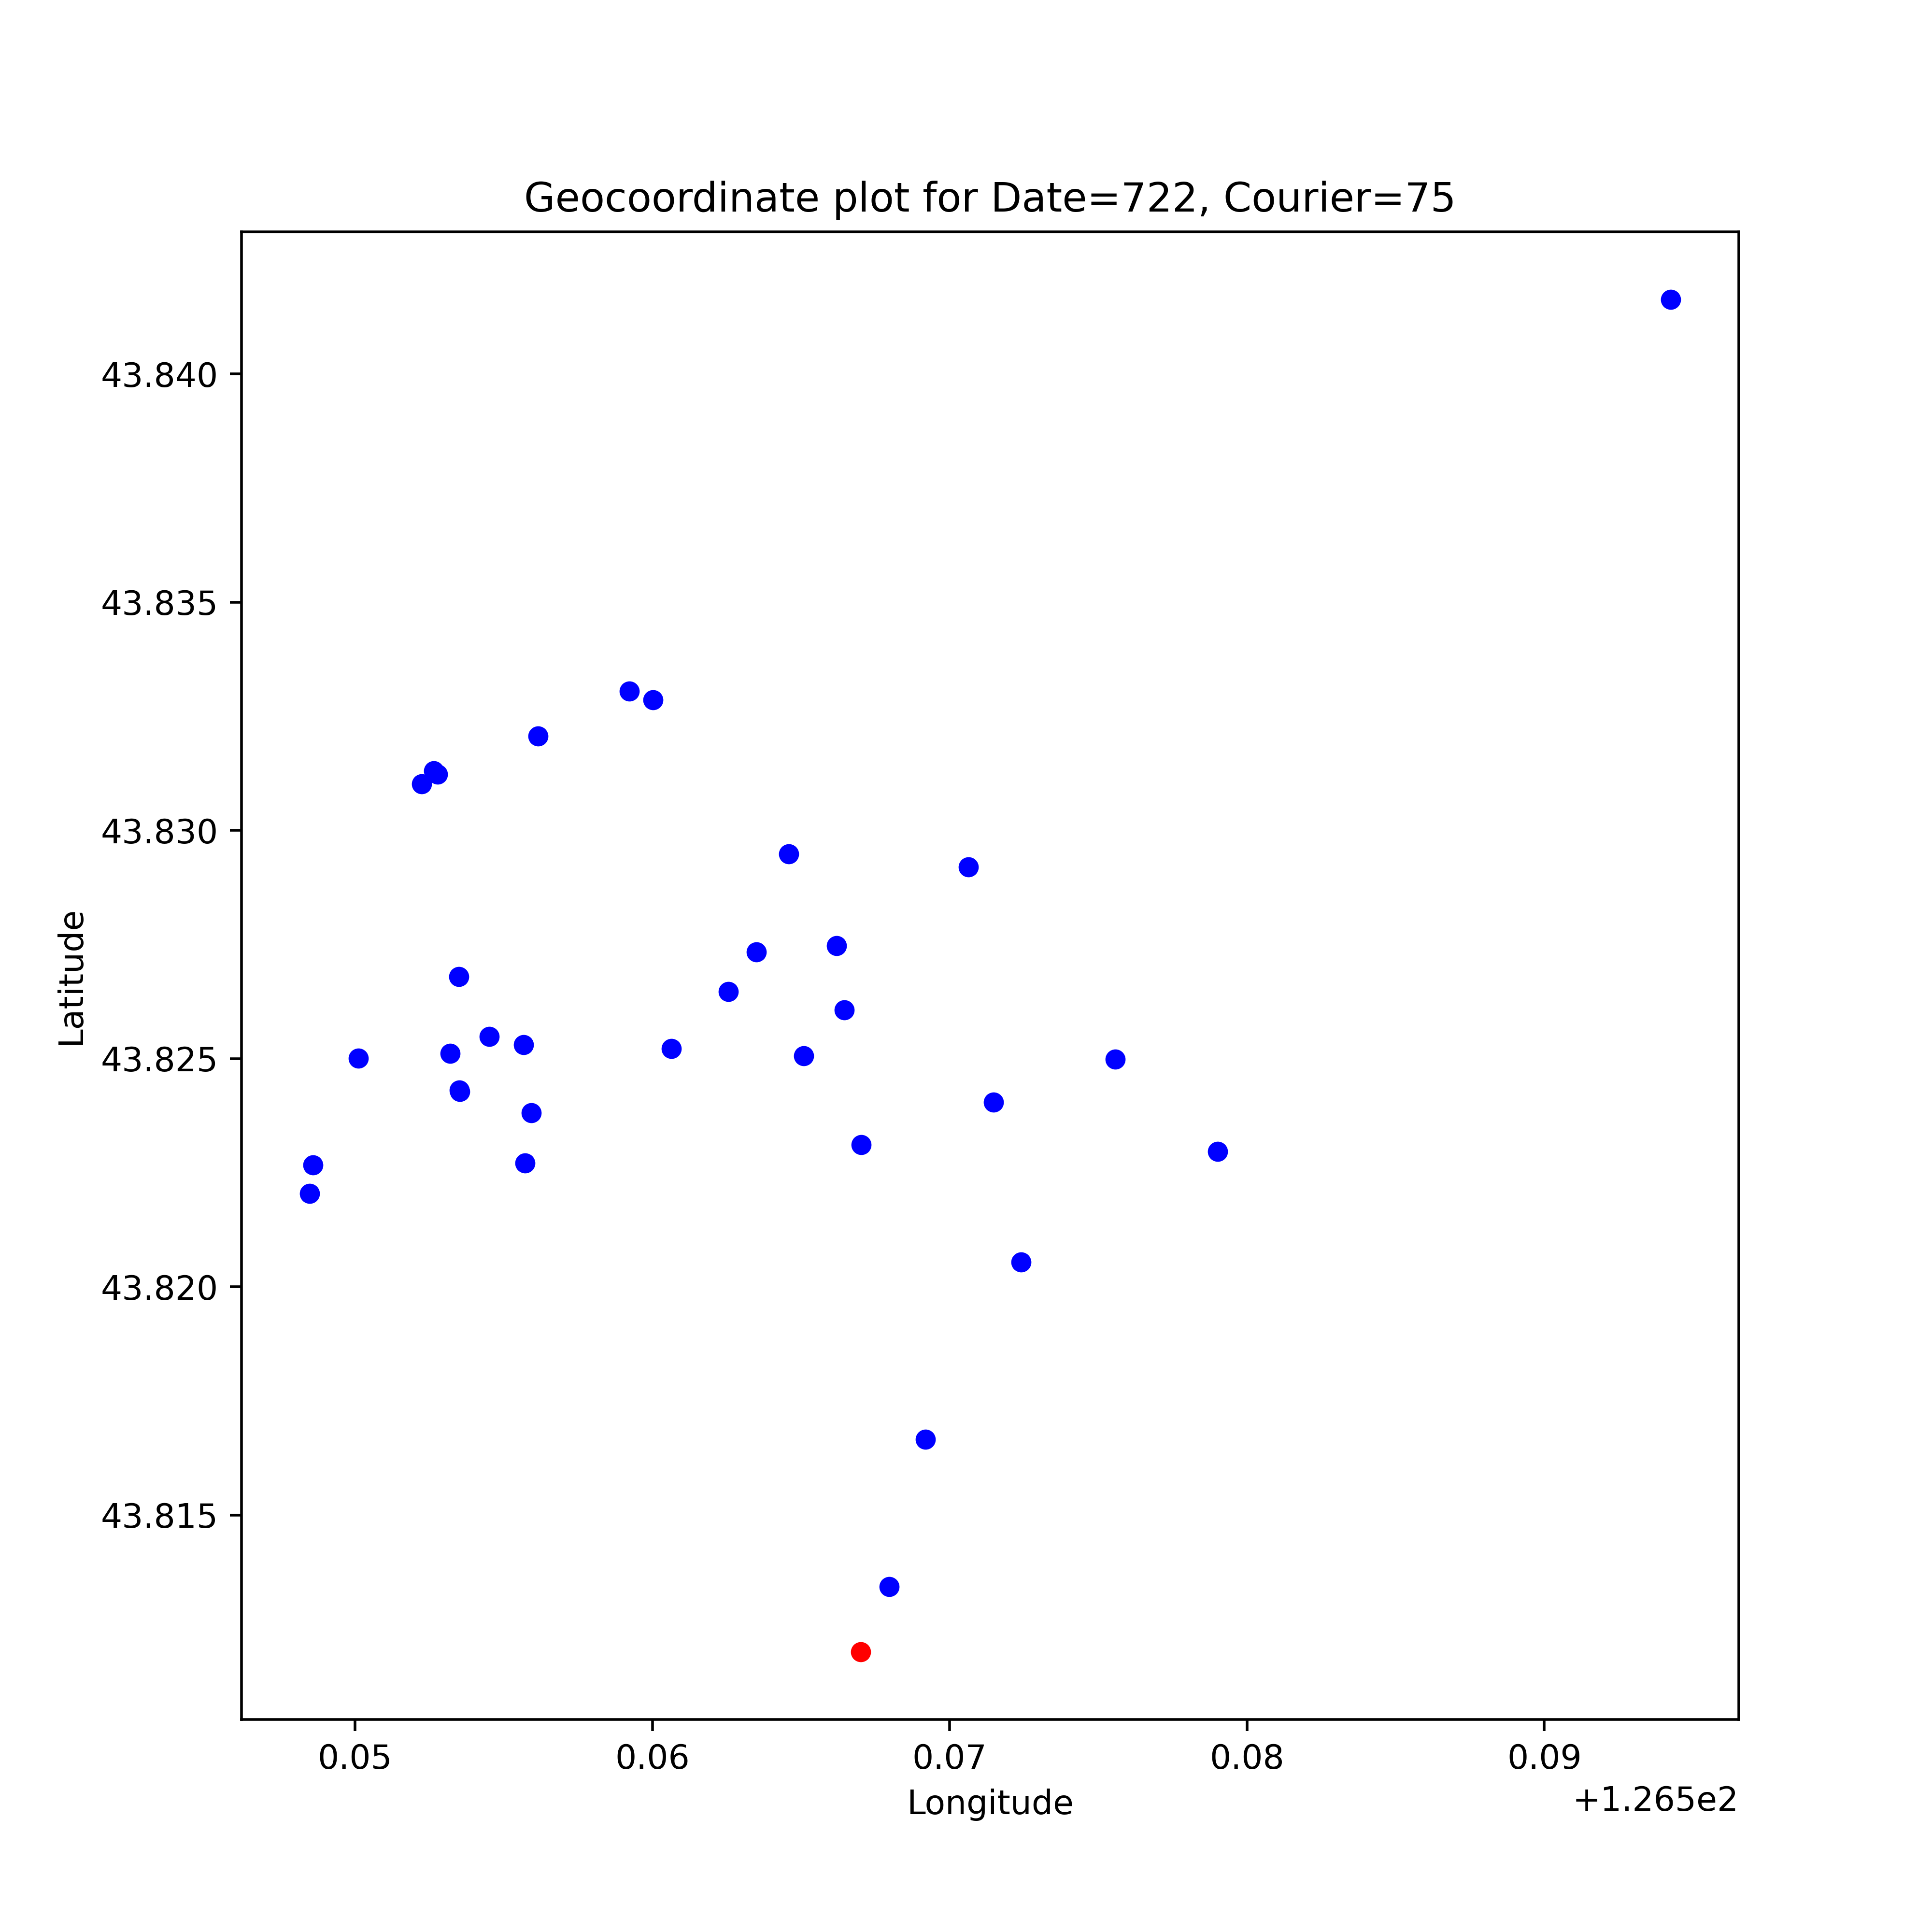 Geocoordinate plot for Date=722, Courier=75
43.840
43.835
43.830
43.825
43.820
43.815
Latitude
0.05 0.06 0.07 0.08 0.09
Longitude
+1.265e2